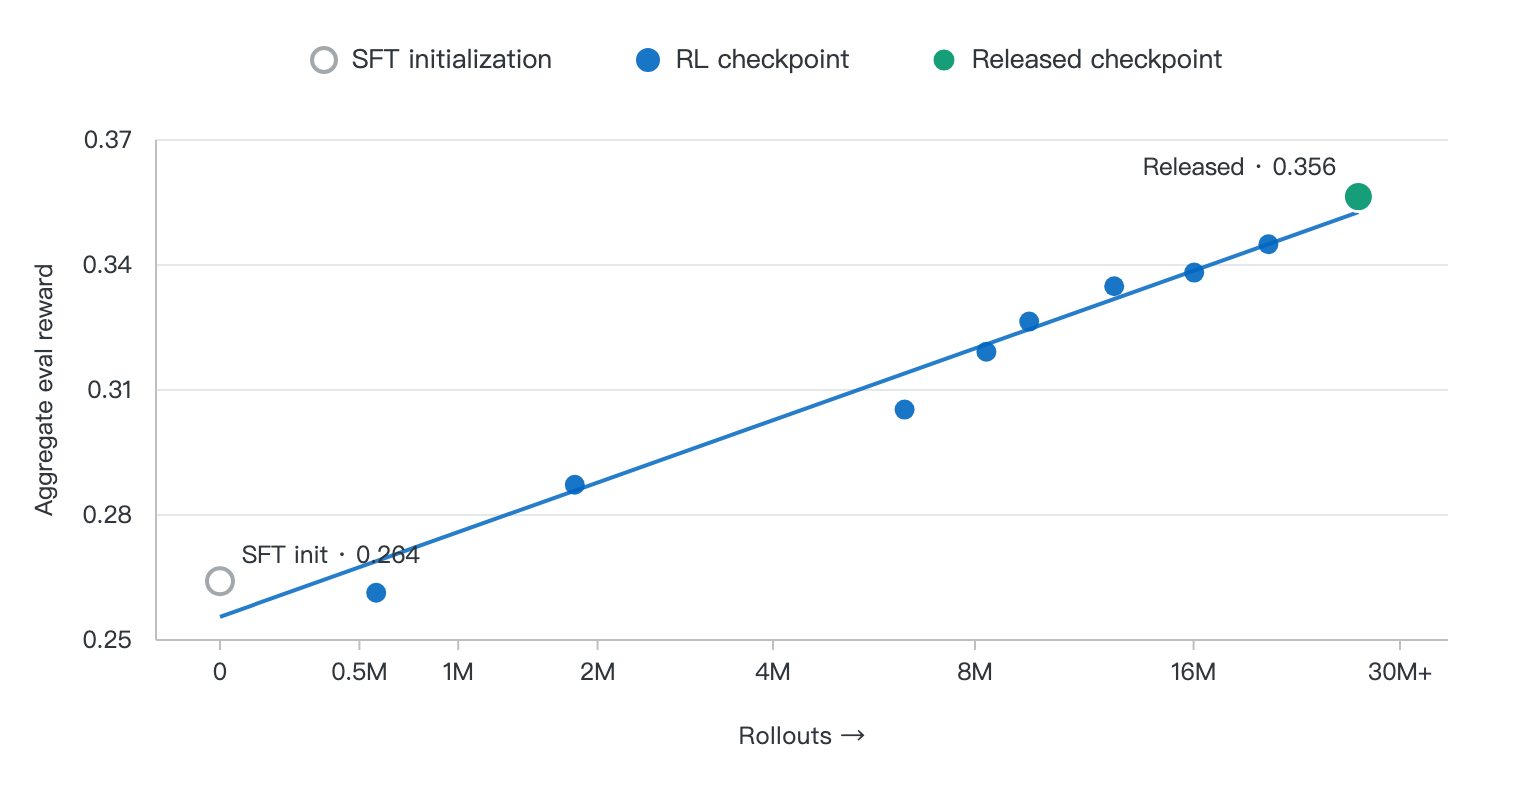 SFT initialization
RL checkpoint
Released checkpoint
0.37
Released · 0.356
0.34
Aggregate eval reward
0.31
0.28
SFT init · 0.264
0.25
0
0.5M
1M
2M
4M
8M
16M
30M+
Rollouts →